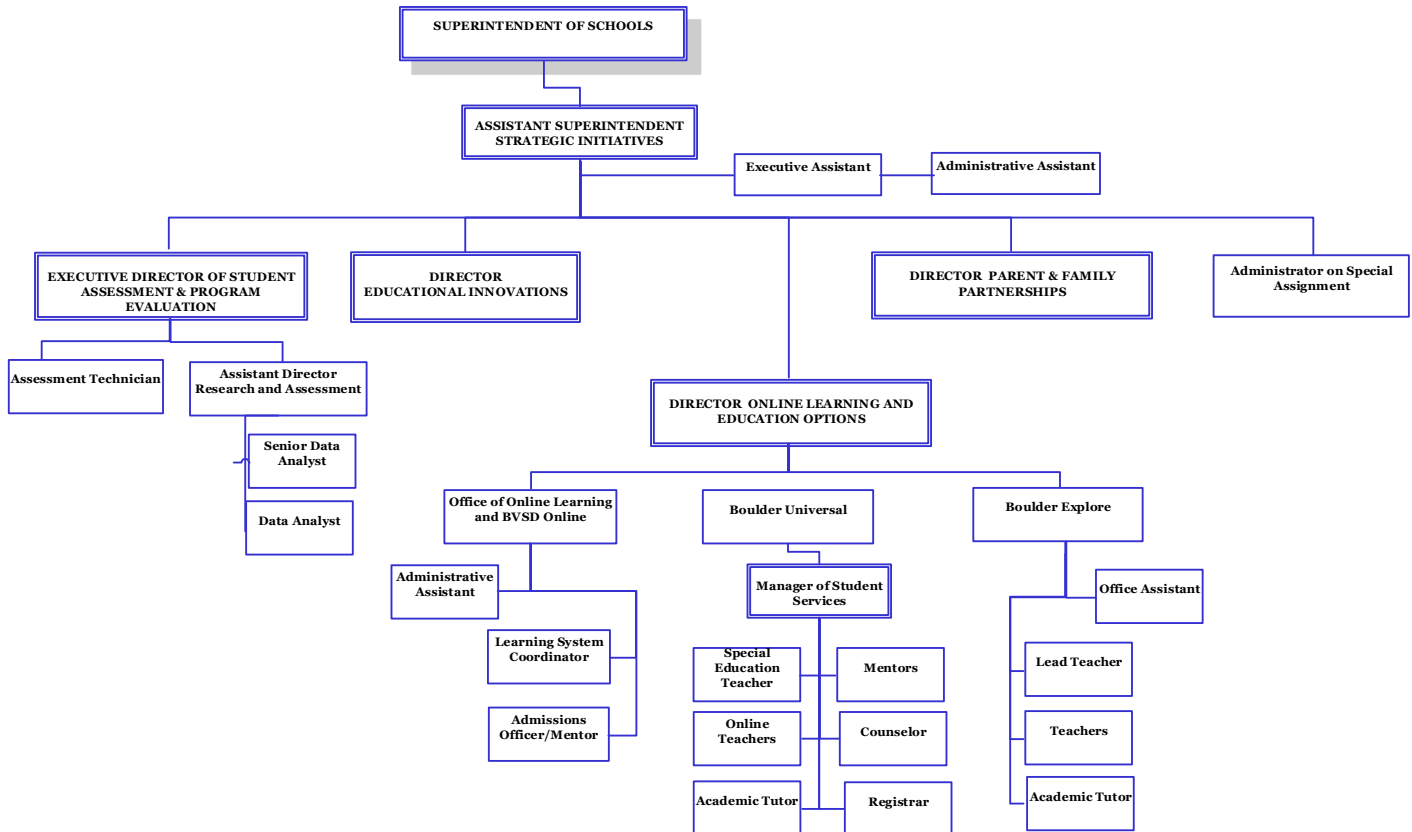 SUPERINTENDENT OF SCHOOLS
ASSISTANT SUPERINTENDENT
STRATEGIC INITIATIVES
Executive Assistant
Administrative Assistant
EXECUTIVE DIRECTOR OF STUDENT
ASSESSMENT & PROGRAM
EVALUATION
DIRECTOR
EDUCATIONAL INNOVATIONS
DIRECTOR PARENT & FAMILY
PARTNERSHIPS
Administrator on Special
Assignment
Assessment Technician
Assistant Director
Research and Assessment
Senior Data
Analyst
Data Analyst
DIRECTOR ONLINE LEARNING AND
EDUCATION OPTIONS
Office of Online Learning
and BVSD Online
Administrative
Assistant
Learning System
Coordinator
Admissions
Officer/Mentor
Boulder Universal
Manager of Student
Services
Special
Education
Teacher
Mentors
Online
Teachers
Counselor
Academic Tutor
Registrar
Boulder Explore
Office Assistant
Lead Teacher
Teachers
Academic Tutor